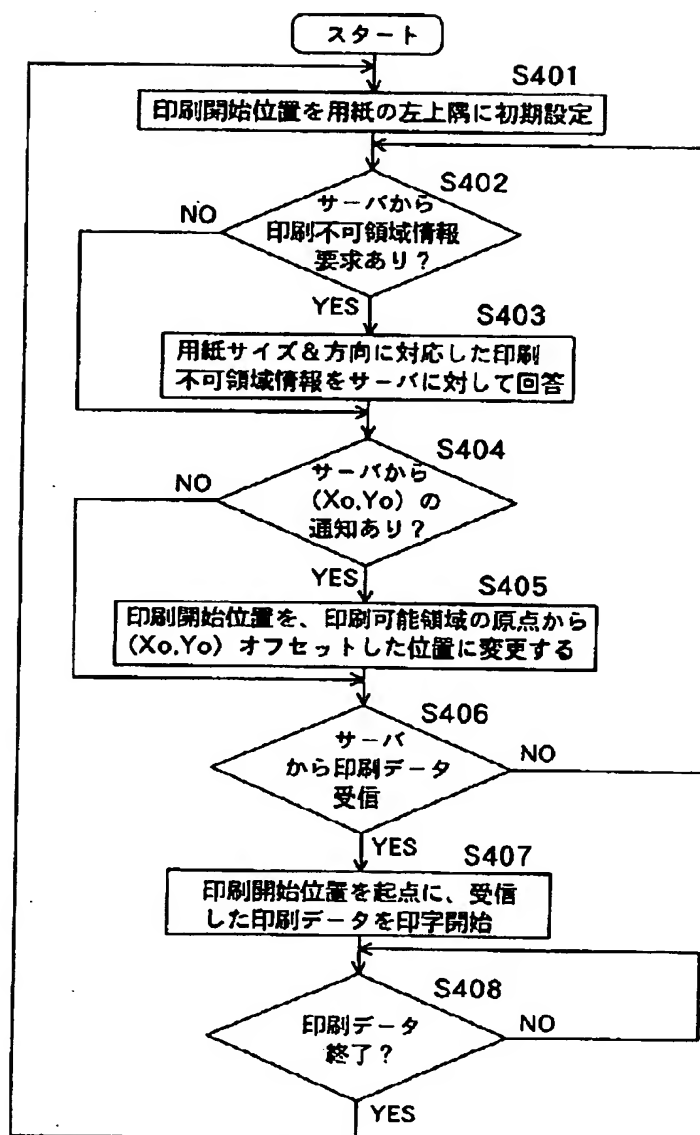 スタート
S401
印刷開始位置を用紙の左上隅に初期設定
S402
サーバから
印刷不可領域情報
要求あり？
NO
YES
S403
用紙サイズ&方向に対応した印刷
不可領域情報をサーバに対して回答
S404
サーバから
(Xo,Yo) の
通知あり？
NO
YES
S405
印刷開始位置を、印刷可能領域の原点から
(Xo,Yo) オフセットした位置に変更する
S406
サーバ
から印刷データ
受信
NO
YES
S407
印刷開始位置を起点に、受信
した印刷データを印字開始
S408
印刷データ
終了？
NO
YES